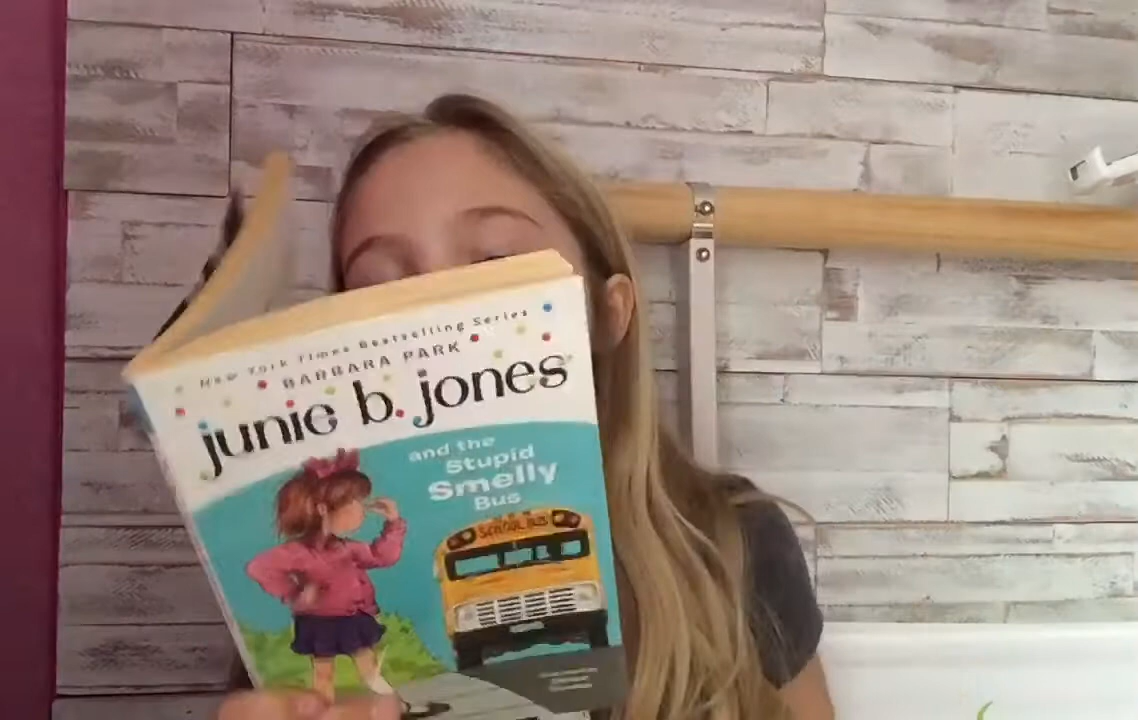 New York Times Bestselling Series
BARBARA PARK
junie b. jones
and the
Stupid
Smelly
Bus
SCHOOL BUS